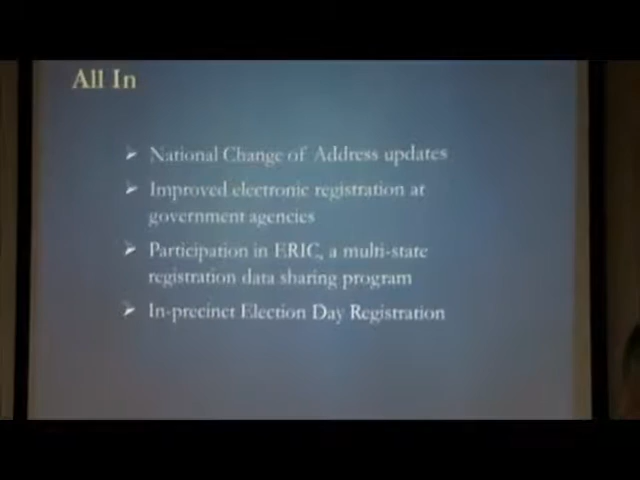 All In
➢ National Change of Address updates
➢ Improved electronic registration at
government agencies
➢ Participation in ERIC, a multi-state
registration data sharing program
➢ In-precinct Election Day Registration